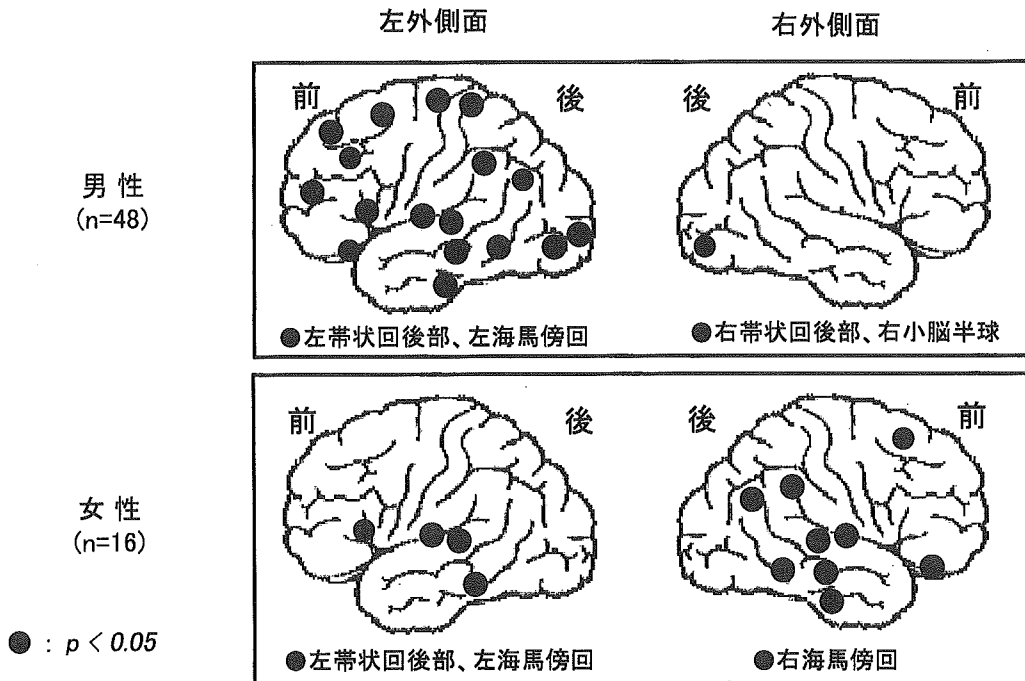 左外側面
右外側面
前
後
後
前
男性
(n=48)
●左帯状回後部、左海馬傍回
●右帯状回後部、右小脳半球
前
後
後
前
女性
(n=16)
●左帯状回後部、左海馬傍回
●右海馬傍回
● : p < 0.05